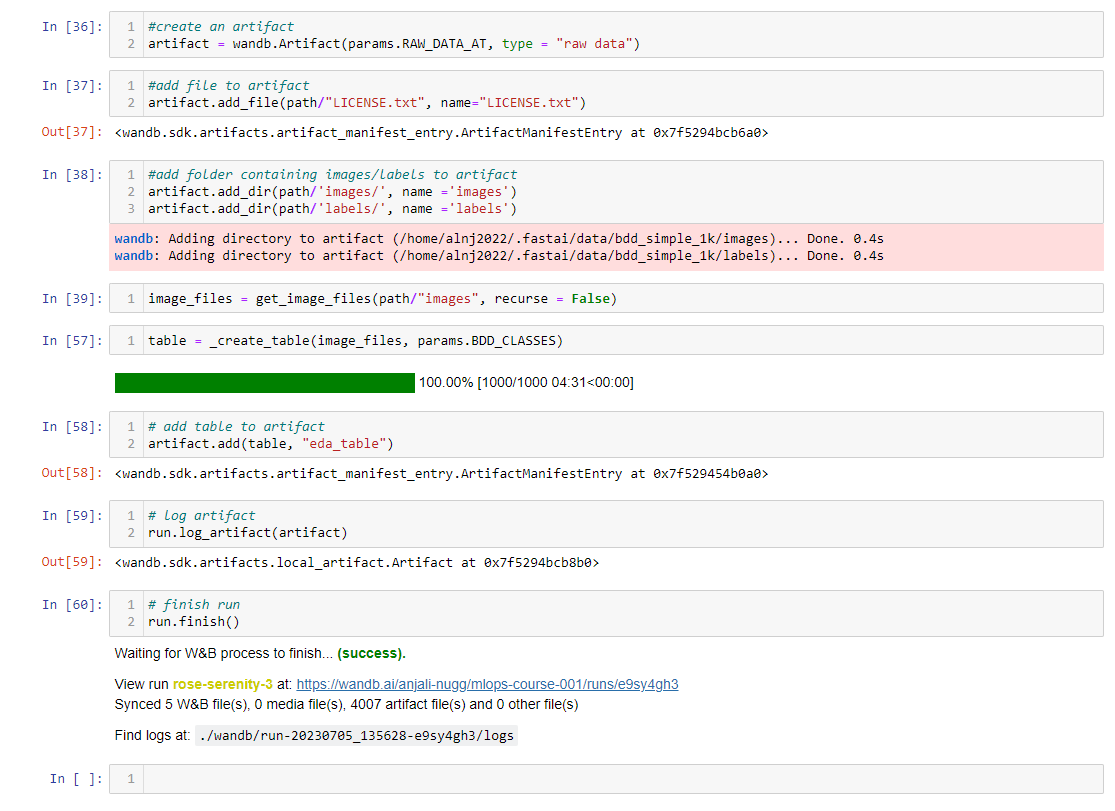 In [36]: 1 #create an artifact
2 artifact = wandb.Artifact(params.RAW_DATA_AT, type = "raw data")
In [37]: 1 #add file to artifact
2 artifact.add_file(path/"LICENSE.txt", name="LICENSE.txt")
Out[37]: <wandb.sdk.artifacts.artifact_manifest_entry.ArtifactManifestEntry at 0x7f5294bcb6a0>
In [38]: 1 #add folder containing images/labels to artifact
2 artifact.add_dir(path/'images/', name ='images')
3 artifact.add_dir(path/'labels/', name ='labels')
wandb: Adding directory to artifact (/home/alnj2022/.fastai/data/bdd_simple_1k/images)... Done. 0.4s
wandb: Adding directory to artifact (/home/alnj2022/.fastai/data/bdd_simple_1k/labels)... Done. 0.4s
In [39]: 1 image_files = get_image_files(path/"images", recurse = False)
In [57]: 1 table = _create_table(image_files, params.BDD_CLASSES)
100.00% [1000/1000 04:31<00:00]
In [58]: 1 # add table to artifact
2 artifact.add(table, "eda_table")
Out[58]: <wandb.sdk.artifacts.artifact_manifest_entry.ArtifactManifestEntry at 0x7f529454b0a0>
In [59]: 1 # log artifact
2 run.log_artifact(artifact)
Out[59]: <wandb.sdk.artifacts.local_artifact.Artifact at 0x7f5294bcb8b0>
In [60]: 1 # finish run
2 run.finish()
Waiting for W&B process to finish... (success).
View run rose-serenity-3 at: https://wandb.ai/anjali-nugg/mlops-course-001/runs/e9sy4gh3
Synced 5 W&B file(s), 0 media file(s), 4007 artifact file(s) and 0 other file(s)
Find logs at: ./wandb/run-20230705_135628-e9sy4gh3/logs
In [ ]: 1